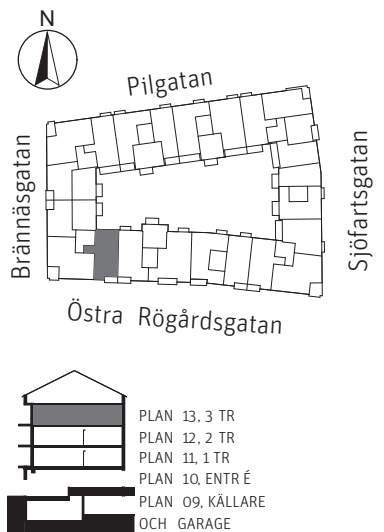 N
Pilgatan
Brännäsgatan
Sjöfartsgatan
Östra Rögårdsgatan
PLAN 13, 3 TR
PLAN 12, 2 TR
PLAN 11, 1 TR
PLAN 10, ENTR É
PLAN 09, KÄLLARE
OCH GARAGE